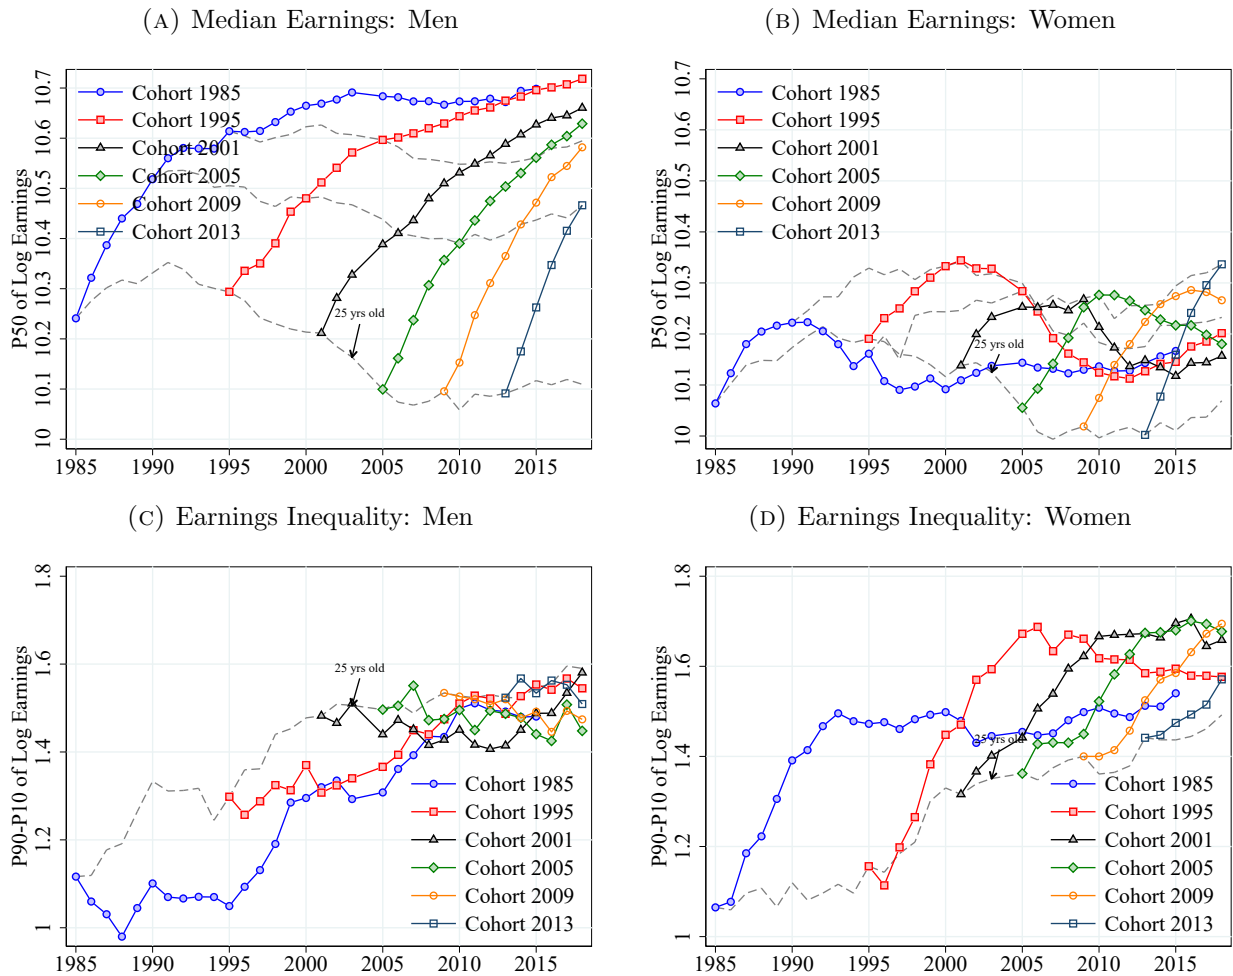 (A) Median Earnings: Men
P50 of Log Earnings
10 10.1 10.2 10.3 10.4 10.5 10.6 10.7
Cohort 1985
Cohort 1995
Cohort 2001
Cohort 2005
Cohort 2009
Cohort 2013
25 yrs old
1985 1990 1995 2000 2005 2010 2015
(B) Median Earnings: Women
P50 of Log Earnings
10 10.1 10.2 10.3 10.4 10.5 10.6 10.7
Cohort 1985
Cohort 1995
Cohort 2001
Cohort 2005
Cohort 2009
Cohort 2013
25 yrs old
1985 1990 1995 2000 2005 2010 2015
(C) Earnings Inequality: Men
P90-P10 of Log Earnings
1 1.2 1.4 1.6 1.8
25 yrs old
Cohort 1985
Cohort 1995
Cohort 2001
Cohort 2005
Cohort 2009
Cohort 2013
1985 1990 1995 2000 2005 2010 2015
(D) Earnings Inequality: Women
P90-P10 of Log Earnings
1 1.2 1.4 1.6 1.8
25 yrs old
Cohort 1985
Cohort 1995
Cohort 2001
Cohort 2005
Cohort 2009
Cohort 2013
1985 1990 1995 2000 2005 2010 2015